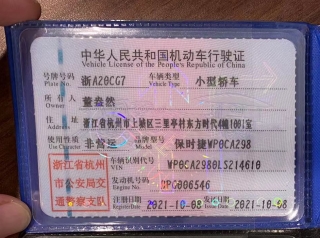 中华人民共和国机动车行驶证
Vehicle License of the People's Republic of China
号牌号码 浙A20CG7 车辆类型 小型轿车
Plate No. Vehicle Type
所有人 董益然
Owner
住址 浙江省杭州市上城区三里亭村东方时代4幢1001室
Address
使用性质 非营运 品牌型号 保时捷WP0CA298
Use Character Model
浙江省杭州 车辆识别代号 WP0CA2980LS214610
VIN
市公安局交 发动机号码 NPG006546
Engine No.
通警察支队 注册日期 2021-10-08 发证日期 2021-10-08
Register Date Issue Date